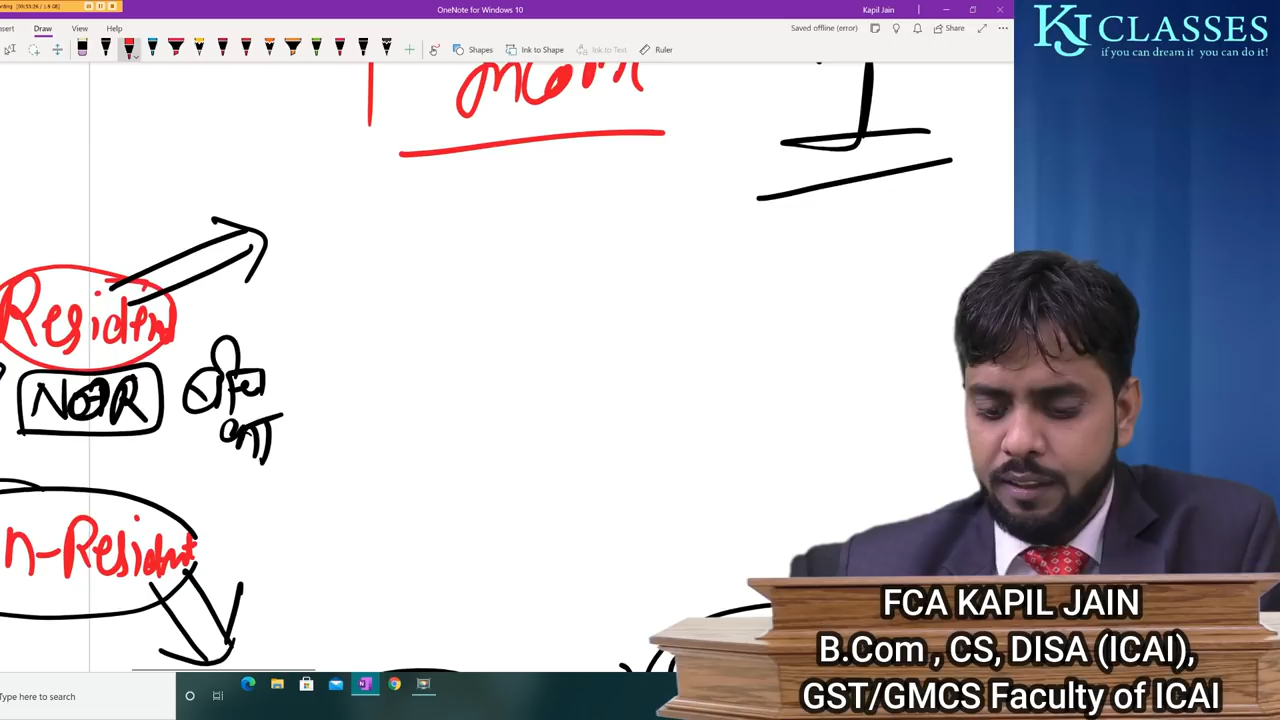 OneNote for Windows 10
Kapil Jain
Insert
Draw
View
Help
Saved offline (error)
Share
Shapes
Ink to Shape
Ink to Text
Ruler
KJ CLASSES
if you can dream it you can do it!
Resident
NOR
n-Resident
FCA KAPIL JAIN
B.Com , CS, DISA (ICAI),
GST/GMCS Faculty of ICAI
Type here to search